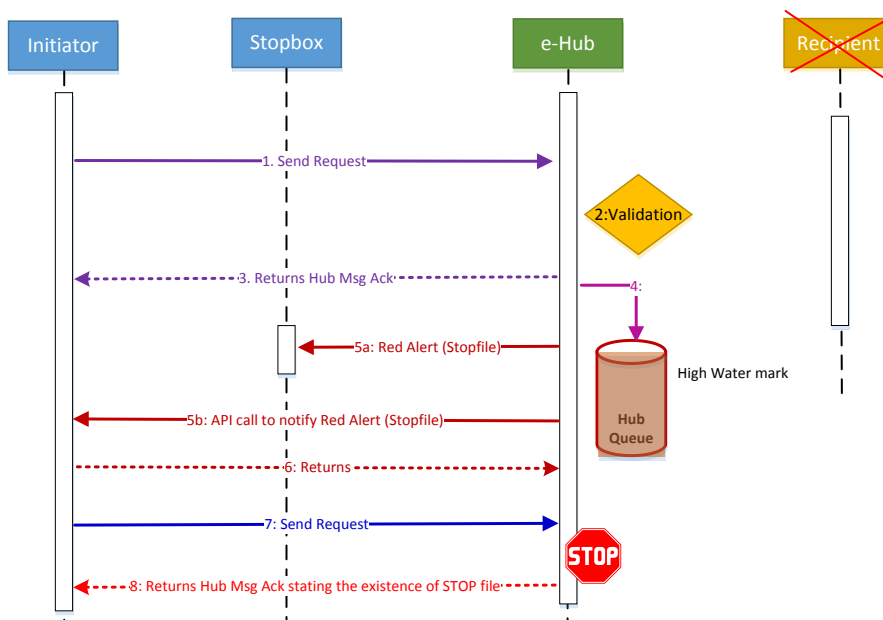 Initiator
Stopbox
e-Hub
Recipient
1. Send Request
2:Validation
3. Returns Hub Msg Ack
4:
5a: Red Alert (Stopfile)
High Water mark
Hub
Queue
5b: API call to notify Red Alert (Stopfile)
6: Returns
7: Send Request
STOP
8: Returns Hub Msg Ack stating the existence of STOP file